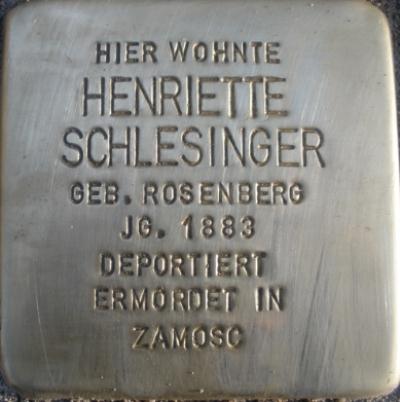 HIER WOHNTE
HENRIETTE
SCHLESINGER
GEB. ROSENBERG
JG. 1883
DEPORTIERT
ERMORDET IN
ZAMOSC